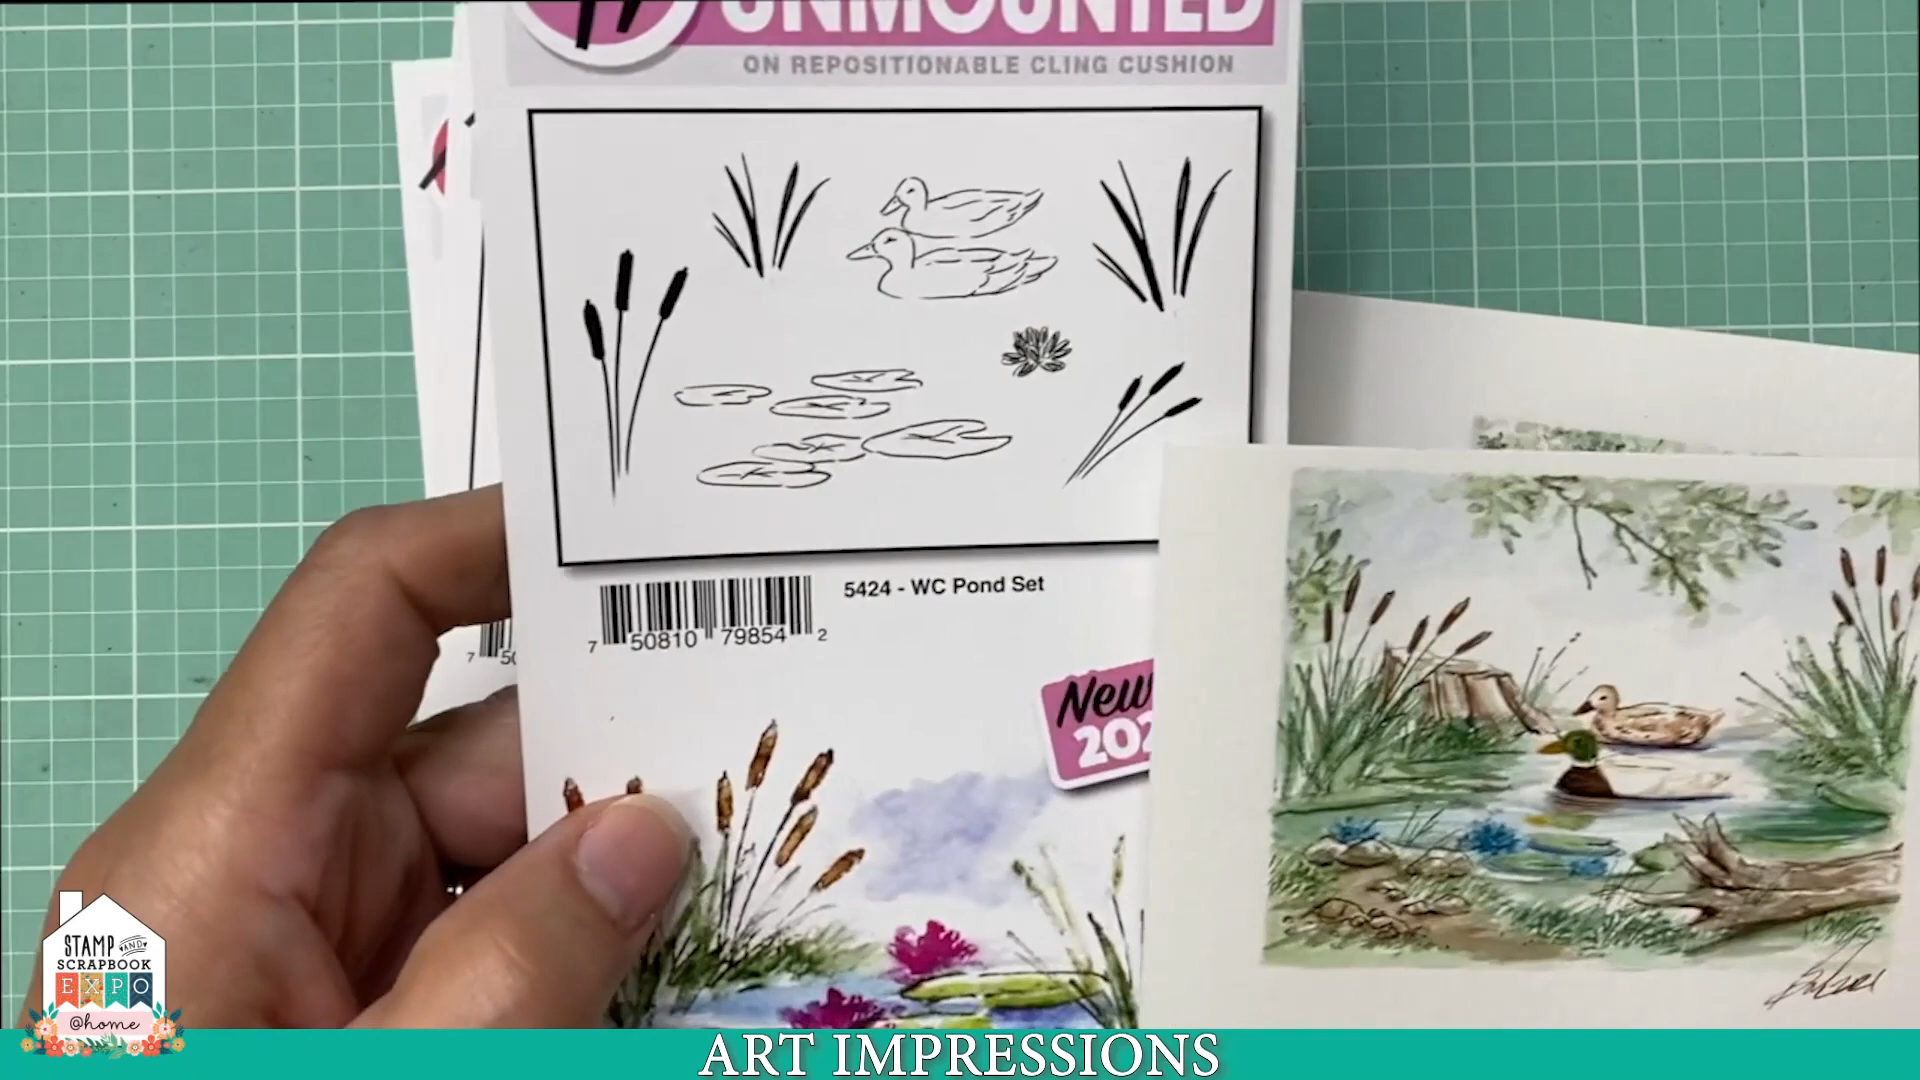 UNMOUNTED
ON REPOSITIONABLE CLING CUSHION
5424 - WC Pond Set
7 50810 79854 2
7
New
202
STAMP AND
SCRAPBOOK
EXPO
@home
ART IMPRESSIONS